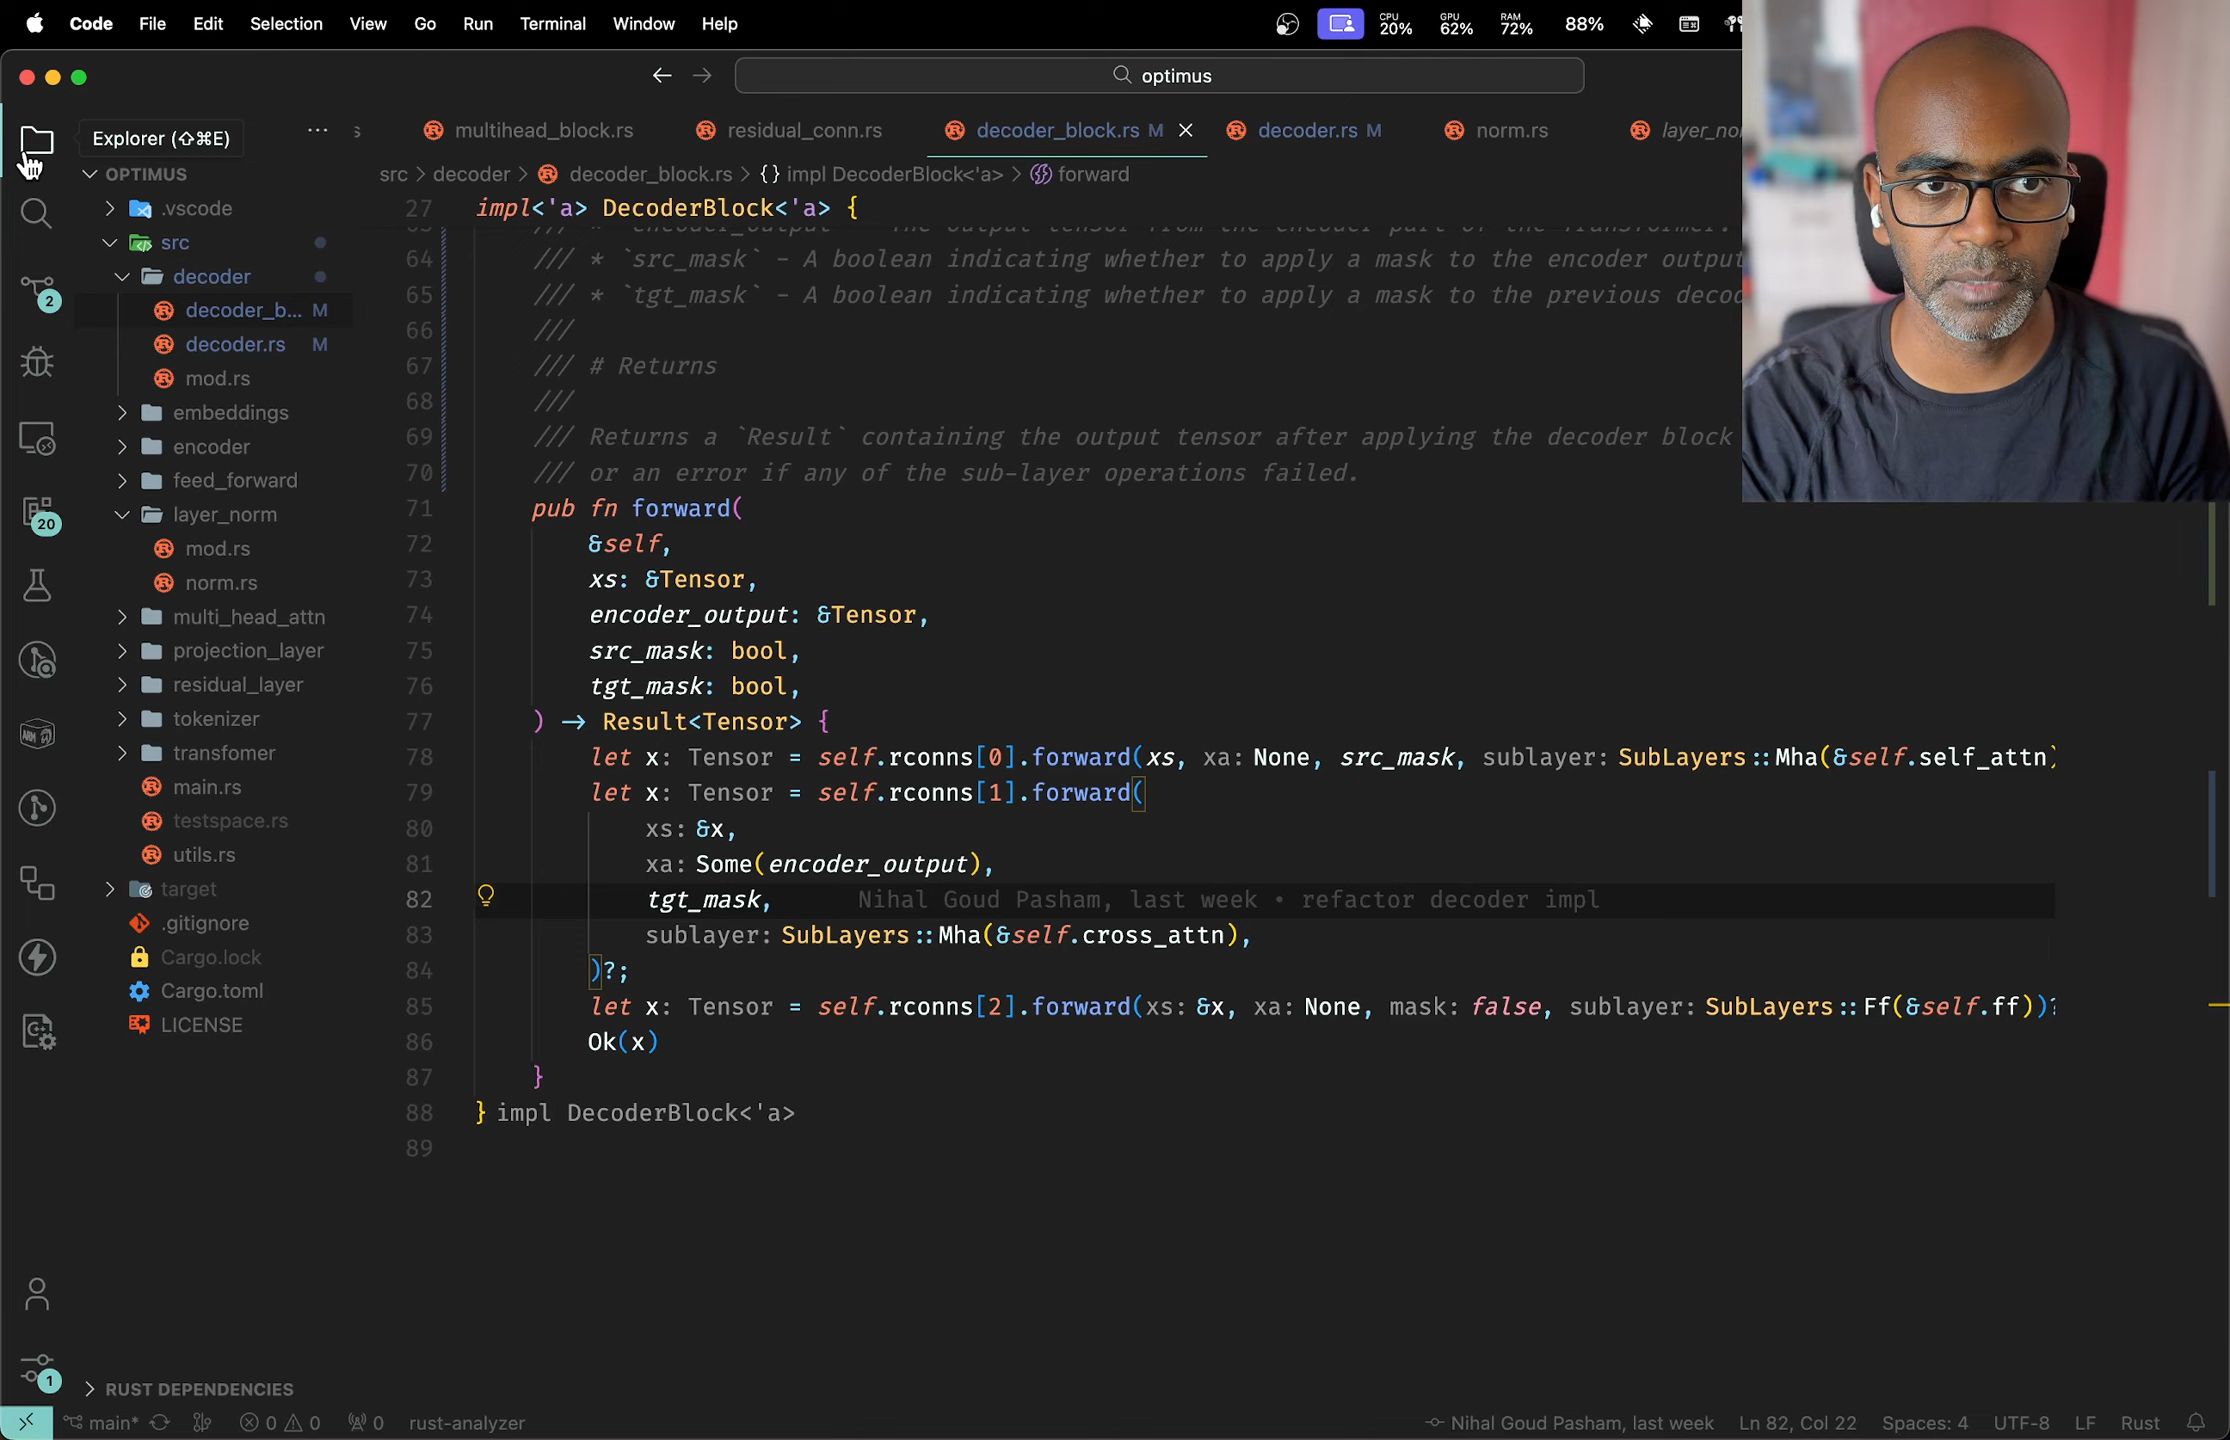 Code File Edit Selection View Go Run Terminal Window Help CPU 20% GPU 62% RAM 72% 88%
optimus
Explorer (⇧⌘E) ··· s multihead_block.rs residual_conn.rs decoder_block.rs M decoder.rs M norm.rs
OPTIMUS
src > decoder > decoder_block.rs > {} impl DecoderBlock<'a> > forward
.vscode
src
decoder
decoder_b... M
decoder.rs M
mod.rs
embeddings
encoder
feed_forward
layer_norm
mod.rs
norm.rs
multi_head_attn
projection_layer
residual_layer
tokenizer
transfomer
main.rs
testspace.rs
utils.rs
target
.gitignore
Cargo.lock
Cargo.toml
LICENSE
RUST DEPENDENCIES
2
20
ARM
1
27 impl<'a> DecoderBlock<'a> {
64 /// * `src_mask` - A boolean indicating whether to apply a mask to the encoder output
65 /// * `tgt_mask` - A boolean indicating whether to apply a mask to the previous
66 ///
67 /// # Returns
68 ///
69 /// Returns a `Result` containing the output tensor after applying the decoder block
70 /// or an error if any of the sub-layer operations failed.
71 pub fn forward(
72 &self,
73 xs: &Tensor,
74 encoder_output: &Tensor,
75 src_mask: bool,
76 tgt_mask: bool,
77 ) → Result<Tensor> {
78 let x: Tensor = self.rconns[0].forward(xs, xa: None, src_mask, sublayer: SubLayers::Mha(&self.self_attn)
79 let x: Tensor = self.rconns[1].forward(
80 xs: &x,
81 xa: Some(encoder_output),
82 tgt_mask, Nihal Goud Pasham, last week • refactor decoder impl
83 sublayer: SubLayers::Mha(&self.cross_attn),
84 )?;
85 let x: Tensor = self.rconns[2].forward(xs: &x, xa: None, mask: false, sublayer: SubLayers::Ff(&self.ff))?
86 Ok(x)
87 }
88 } impl DecoderBlock<'a>
89
main* 0 0 0 rust-analyzer Nihal Goud Pasham, last week Ln 82, Col 22 Spaces: 4 UTF-8 LF Rust